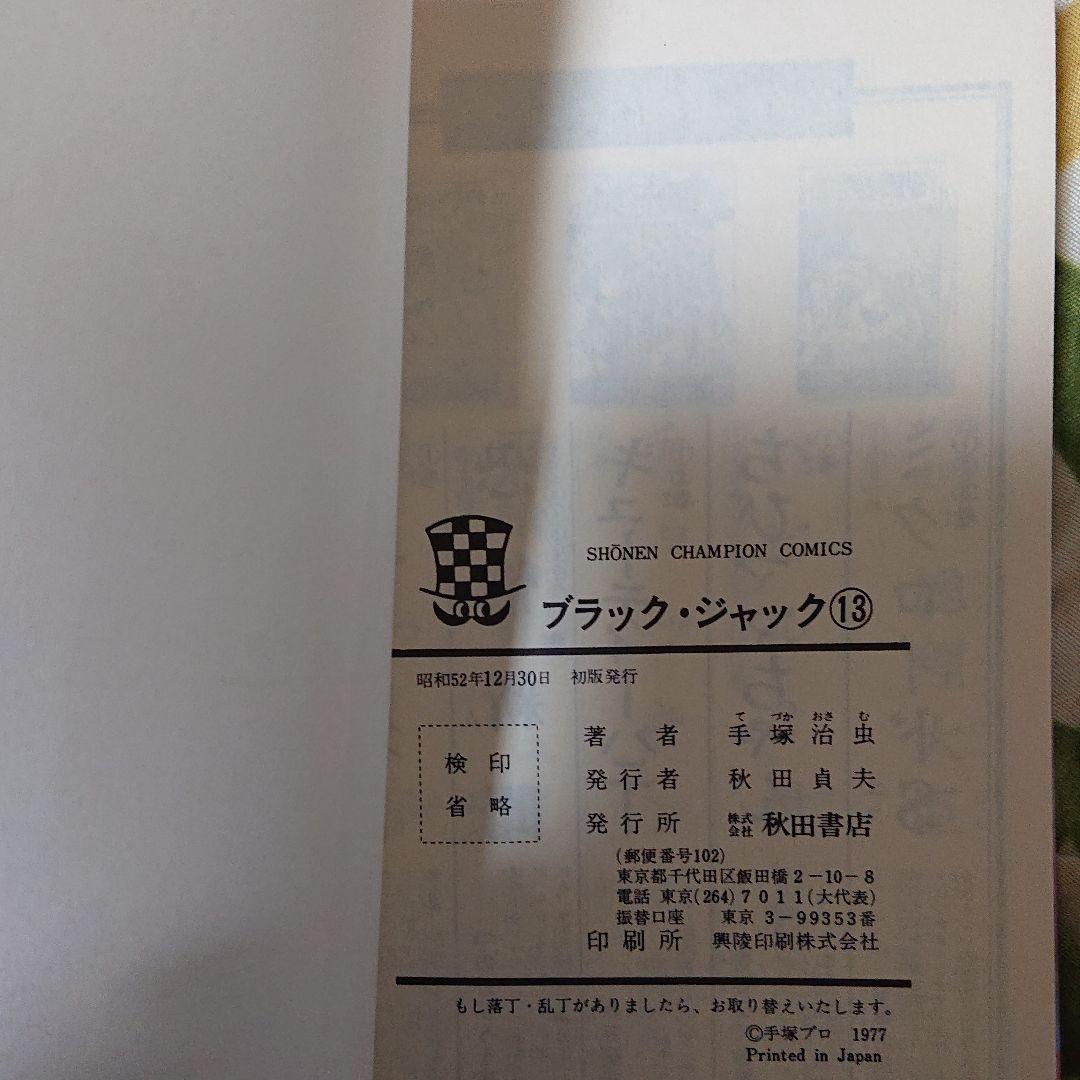 SHŌNEN CHAMPION COMICS
ブラック・ジャック⑬
昭和52年12月30日 初版発行
検印
省略
てづかおさむ
著者 手塚治虫
発行者 秋田貞夫
発行所 株式会社 秋田書店
(郵便番号102)
東京都千代田区飯田橋2-10-8
電話 東京(264)7011(大代表)
振替口座 東京 3-99353番
印刷所 興陵印刷株式会社
もし落丁・乱丁がありましたら、お取り替えいたします。
©手塚プロ 1977
Printed in Japan